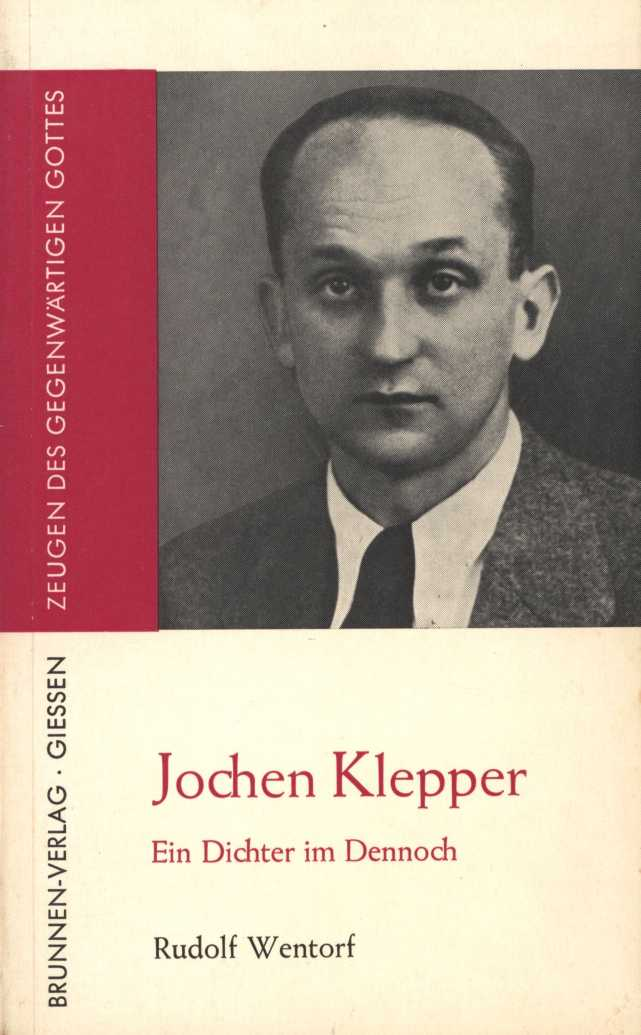 ZEUGEN DES GEGENWÄRTIGEN GOTTES
BRUNNEN-VERLAG · GIESSEN
Jochen Klepper
Ein Dichter im Dennoch
Rudolf Wentorf